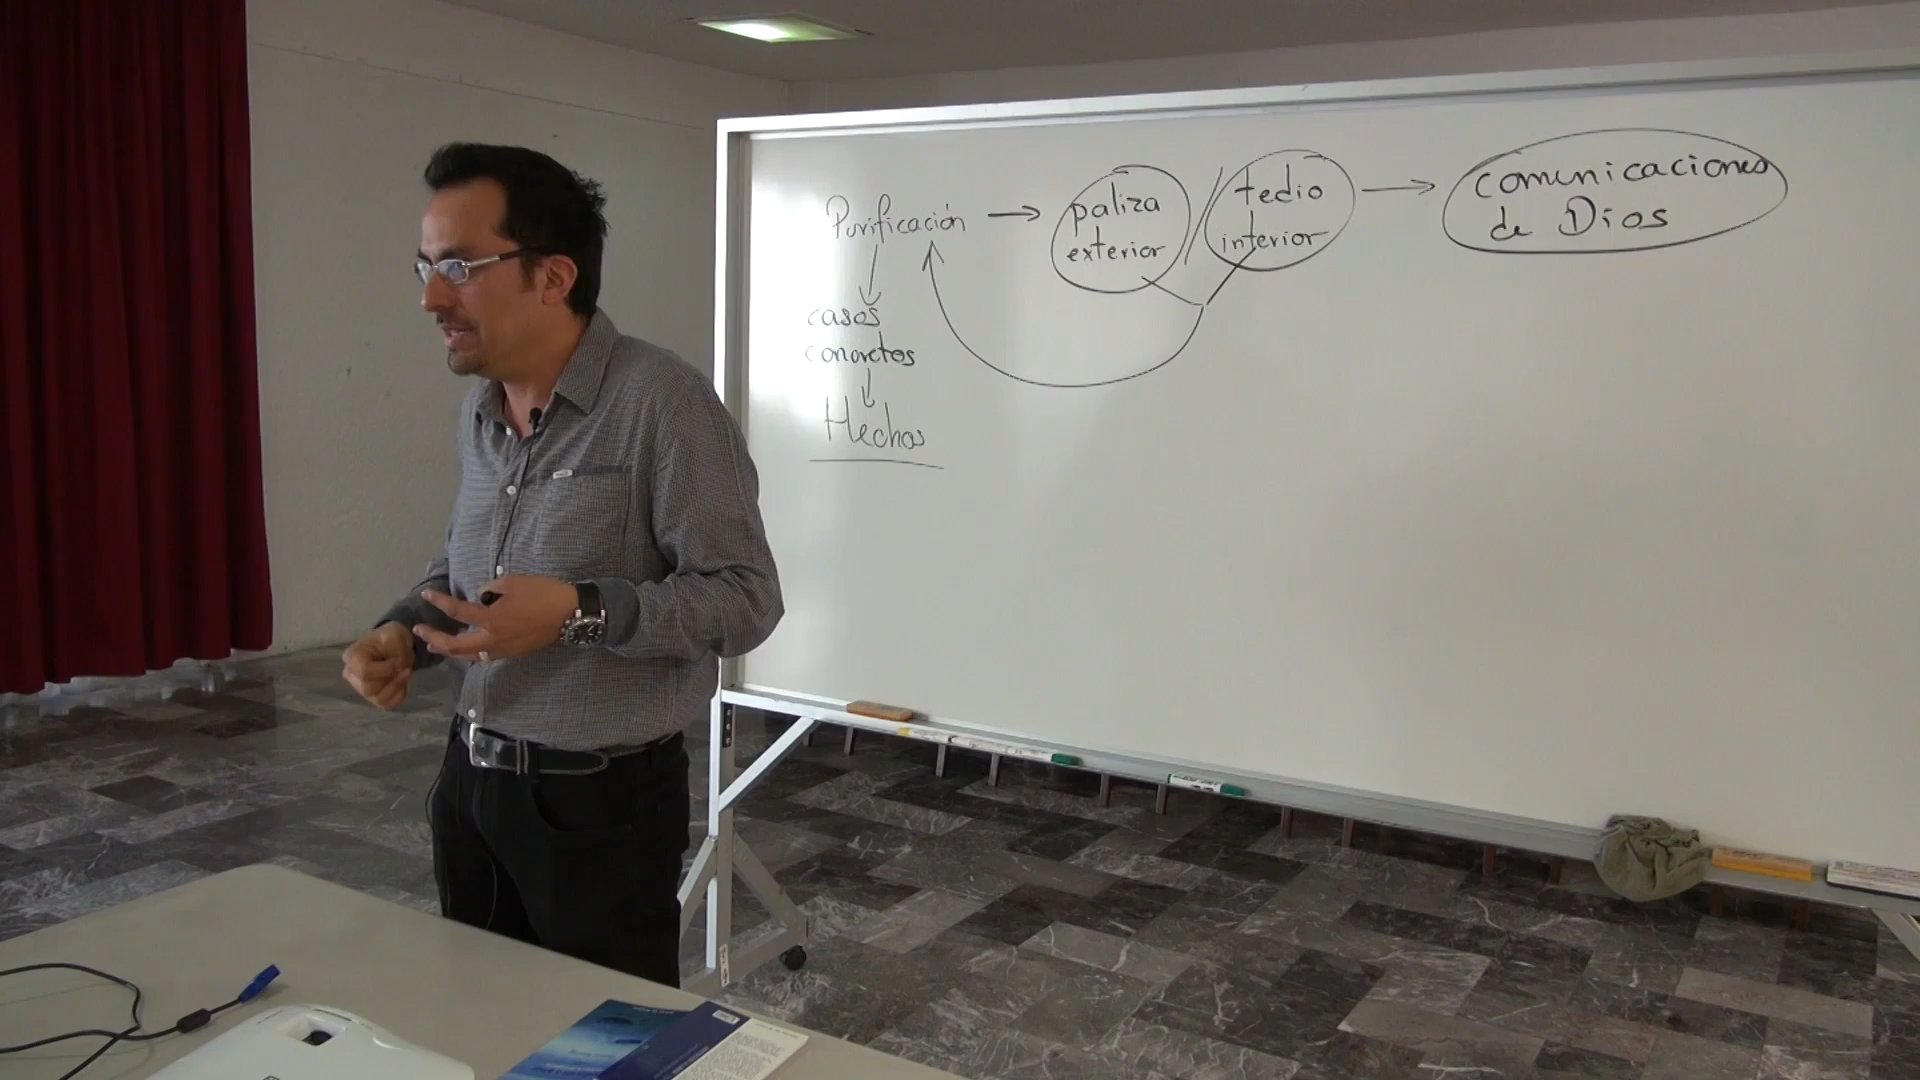 Purificación → paliza exterior / tedio interior → comunicaciones de Dios
casos
concretos
Hechos